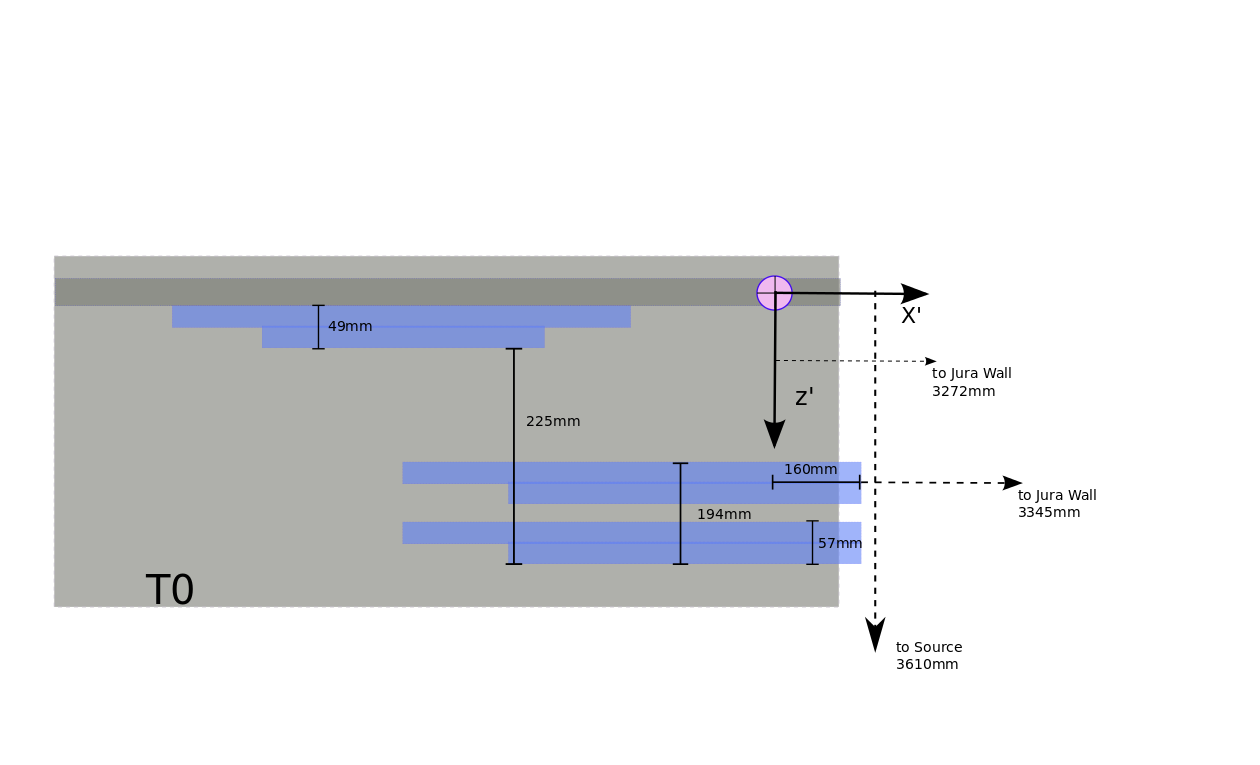 X'
49mm
to Jura Wall
3272mm
z'
225mm
160mm
to Jura Wall
3345mm
194mm
57mm
T0
to Source
3610mm